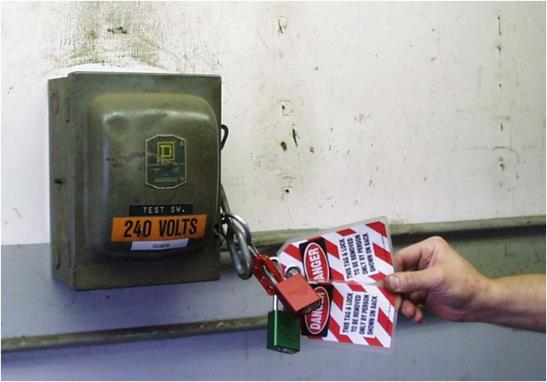 TEST SW.
240 VOLTS
DANGER
THIS TAG & LOCK
TO BE REMOVED
ONLY BY PERSON
SHOWN ON BACK
DANGER
THIS TAG & LOCK
TO BE REMOVED
ONLY BY PERSON
SHOWN ON BACK